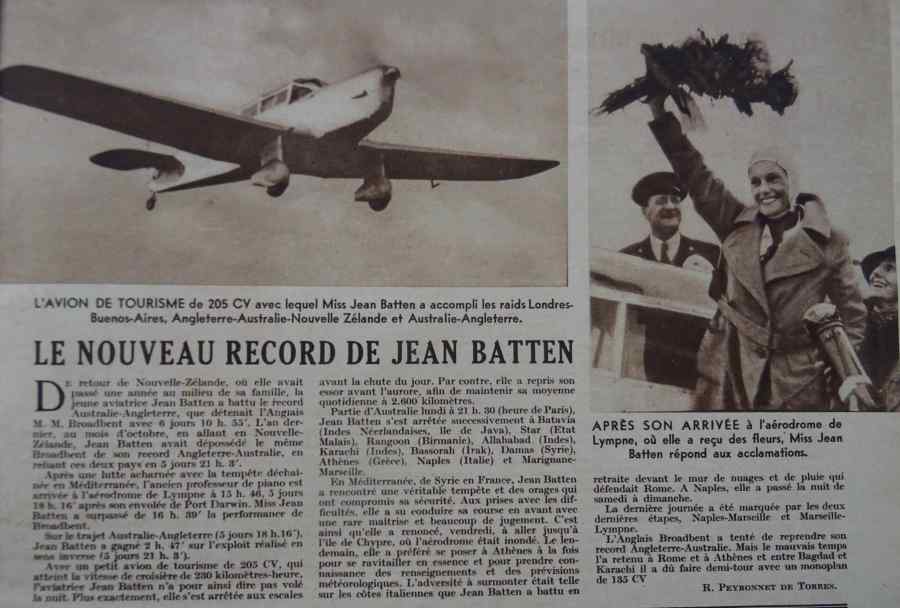 L'AVION DE TOURISME de 205 CV avec lequel Miss Jean Batten a accompli les raids Londres-
Buenos-Aires, Angleterre-Australie-Nouvelle Zélande et Australie-Angleterre.
LE NOUVEAU RECORD DE JEAN BATTEN
DE retour de Nouvelle-Zélande, où elle avait
passé une année au milieu de sa famille, la
jeune aviatrice Jean Batten a battu le record
Australie-Angleterre, que détenait l'Anglais
M. M. Broadbent avec 6 jours 10 h. 55'. L'an der-
nier, au mois d'octobre, en allant en Nouvelle-
Zélande, Jean Batten avait dépossédé le même
Broadbent de son record Angleterre-Australie, en
reliant ces deux pays en 5 jours 21 h. 3'.
Après une lutte acharnée avec la tempête déchaî-
née en Méditerranée, l'ancien professeur de piano est
arrivée à l'aérodrome de Lympne à 15 h. 46, 5 jours
18 h. 16' après son envolée de Port Darwin. Miss Jean
Batten a surpassé de 16 h. 39' la performance de
Broadbent.
Sur le trajet Australie-Angleterre (5 jours 18 h. 16'),
Jean Batten a gagné 2 h. 47' sur l'exploit réalisé en
sens inverse (5 jours 21 h. 3').
Avec un petit avion de tourisme de 205 CV, qui
atteint la vitesse de croisière de 230 kilomètres-heure,
l'aviatrice Jean Batten n'a pour ainsi dire pas volé
la nuit. Plus exactement, elle s'est arrêtée aux escales
avant la chute du jour. Par contre, elle a repris son
essor avant l'aurore, afin de maintenir sa moyenne
quotidienne à 2.600 kilomètres.
Partie d'Australie lundi à 21 h. 30 (heure de Paris),
Jean Batten s'est arrêtée successivement à Batavia
(Indes Néerlandaises, île de Java), Star (Etat
Malais), Rangoon (Birmanie), Allahabad (Indes),
Karachi (Indes), Bassorah (Irak), Damas (Syrie),
Athènes (Grèce), Naples (Italie) et Marignane-
Marseille.
En Méditerranée, de Syrie en France, Jean Batten
a rencontré une véritable tempête et des orages qui
ont compromis sa sécurité. Aux prises avec les dif-
ficultés, elle a su conduire sa course en avant avec
une rare maîtrise et beaucoup de jugement. C'est
ainsi qu'elle a renoncé, vendredi, à aller jusqu'à
l'île de Chypre, où l'aérodrome était inondé. Le len-
demain, elle a préféré se poser à Athènes à la fois
pour se ravitailler en essence et pour prendre con-
naissance des renseignements et des prévisions
météorologiques. L'adversité à surmonter était telle
sur les côtes italiennes que Jean Batten a battu en
APRÈS SON ARRIVÉE à l'aérodrome de
Lympne, où elle a reçu des fleurs, Miss Jean
Batten répond aux acclamations.
retraite devant le mur de nuages et de pluie qui
défendait Rome. A Naples, elle a passé la nuit de
samedi à dimanche.
La dernière journée a été marquée par les deux
dernières étapes, Naples-Marseille et Marseille-
Lympne.
L'Anglais Broadbent a tenté de reprendre son
record Angleterre-Australie. Mais le mauvais temps
l'a retenu à Rome et à Athènes et entre Bagdad et
Karachi il a dû faire demi-tour avec un monoplan
de 135 CV
R. PEYRONNET DE TORRES.